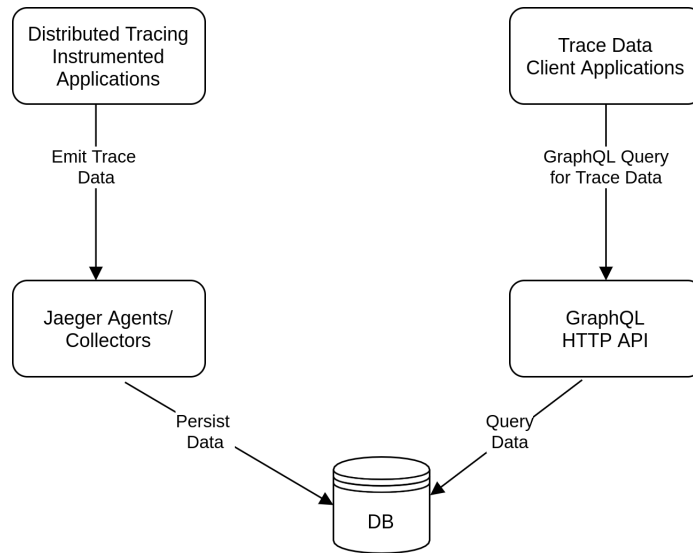 Distributed Tracing
Instrumented
Applications
Trace Data
Client Applications
Emit Trace
Data
GraphQL Query
for Trace Data
Jaeger Agents/
Collectors
GraphQL
HTTP API
Persist
Data
Query
Data
DB